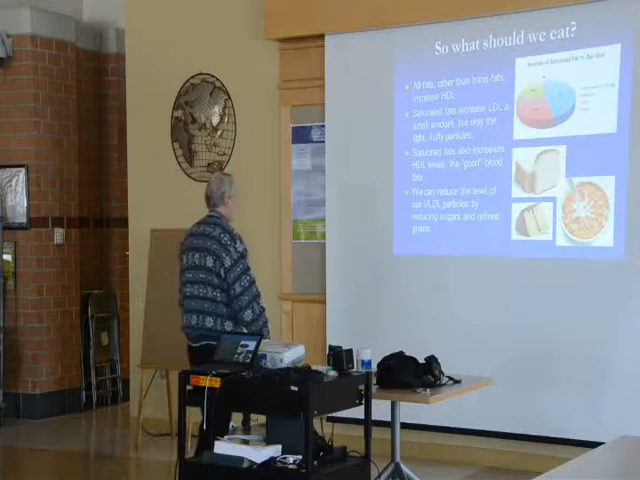 So what should we eat?
All fats, other than trans-fats,
increase HDL.
Saturated fats increase LDL a
small amount, but only the
light, fluffy particles.
Saturated fats also increase
HDL levels, the "good" blood
fats.
We can reduce the level of
our VLDL particles by
reducing sugars and refined
grains.